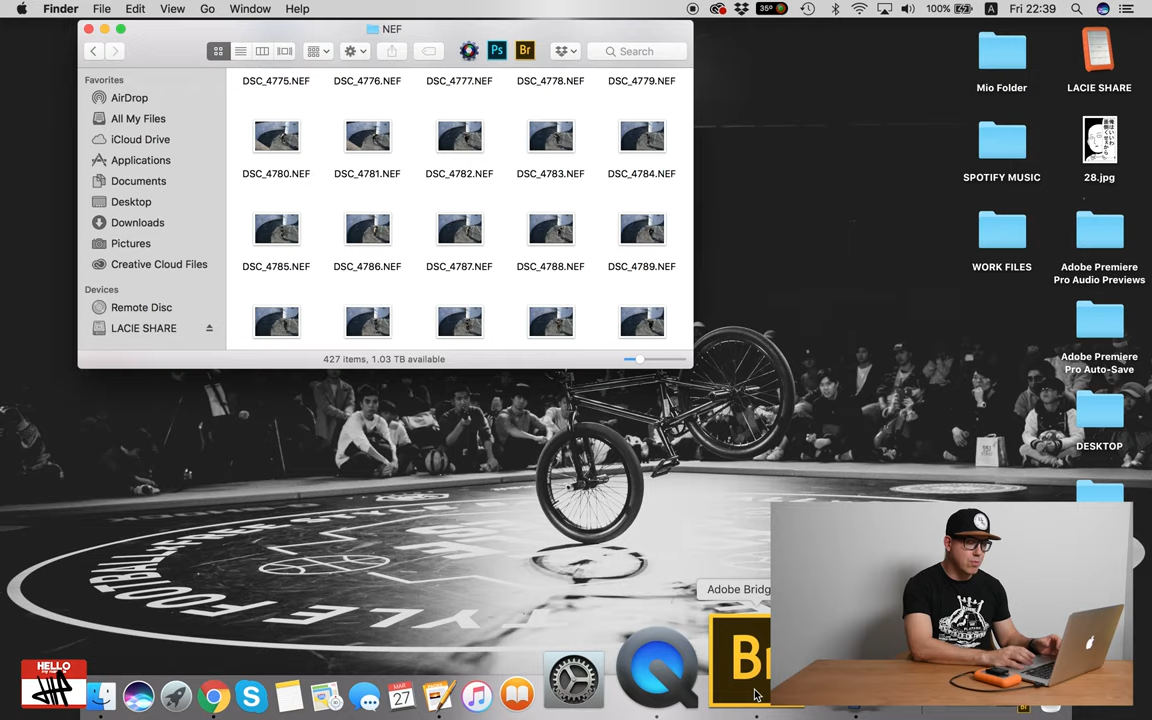 Finder File Edit View Go Window Help
35° 100% A Fri 22:39
NEF
Ps Br Search
Favorites
AirDrop
All My Files
iCloud Drive
Applications
Documents
Desktop
Downloads
Pictures
Creative Cloud Files
Devices
Remote Disc
LACIE SHARE
DSC_4775.NEF DSC_4776.NEF DSC_4777.NEF DSC_4778.NEF DSC_4779.NEF
DSC_4780.NEF DSC_4781.NEF DSC_4782.NEF DSC_4783.NEF DSC_4784.NEF
DSC_4785.NEF DSC_4786.NEF DSC_4787.NEF DSC_4788.NEF DSC_4789.NEF
427 items, 1.03 TB available
Mio Folder
LACIE SHARE
SPOTIFY MUSIC
28.jpg
WORK FILES
Adobe Premiere
Pro Audio Previews
Adobe Premiere
Pro Auto-Save
DESKTOP
FOOTBALL
Adobe Bridg
HELLO
MAR
27
Br